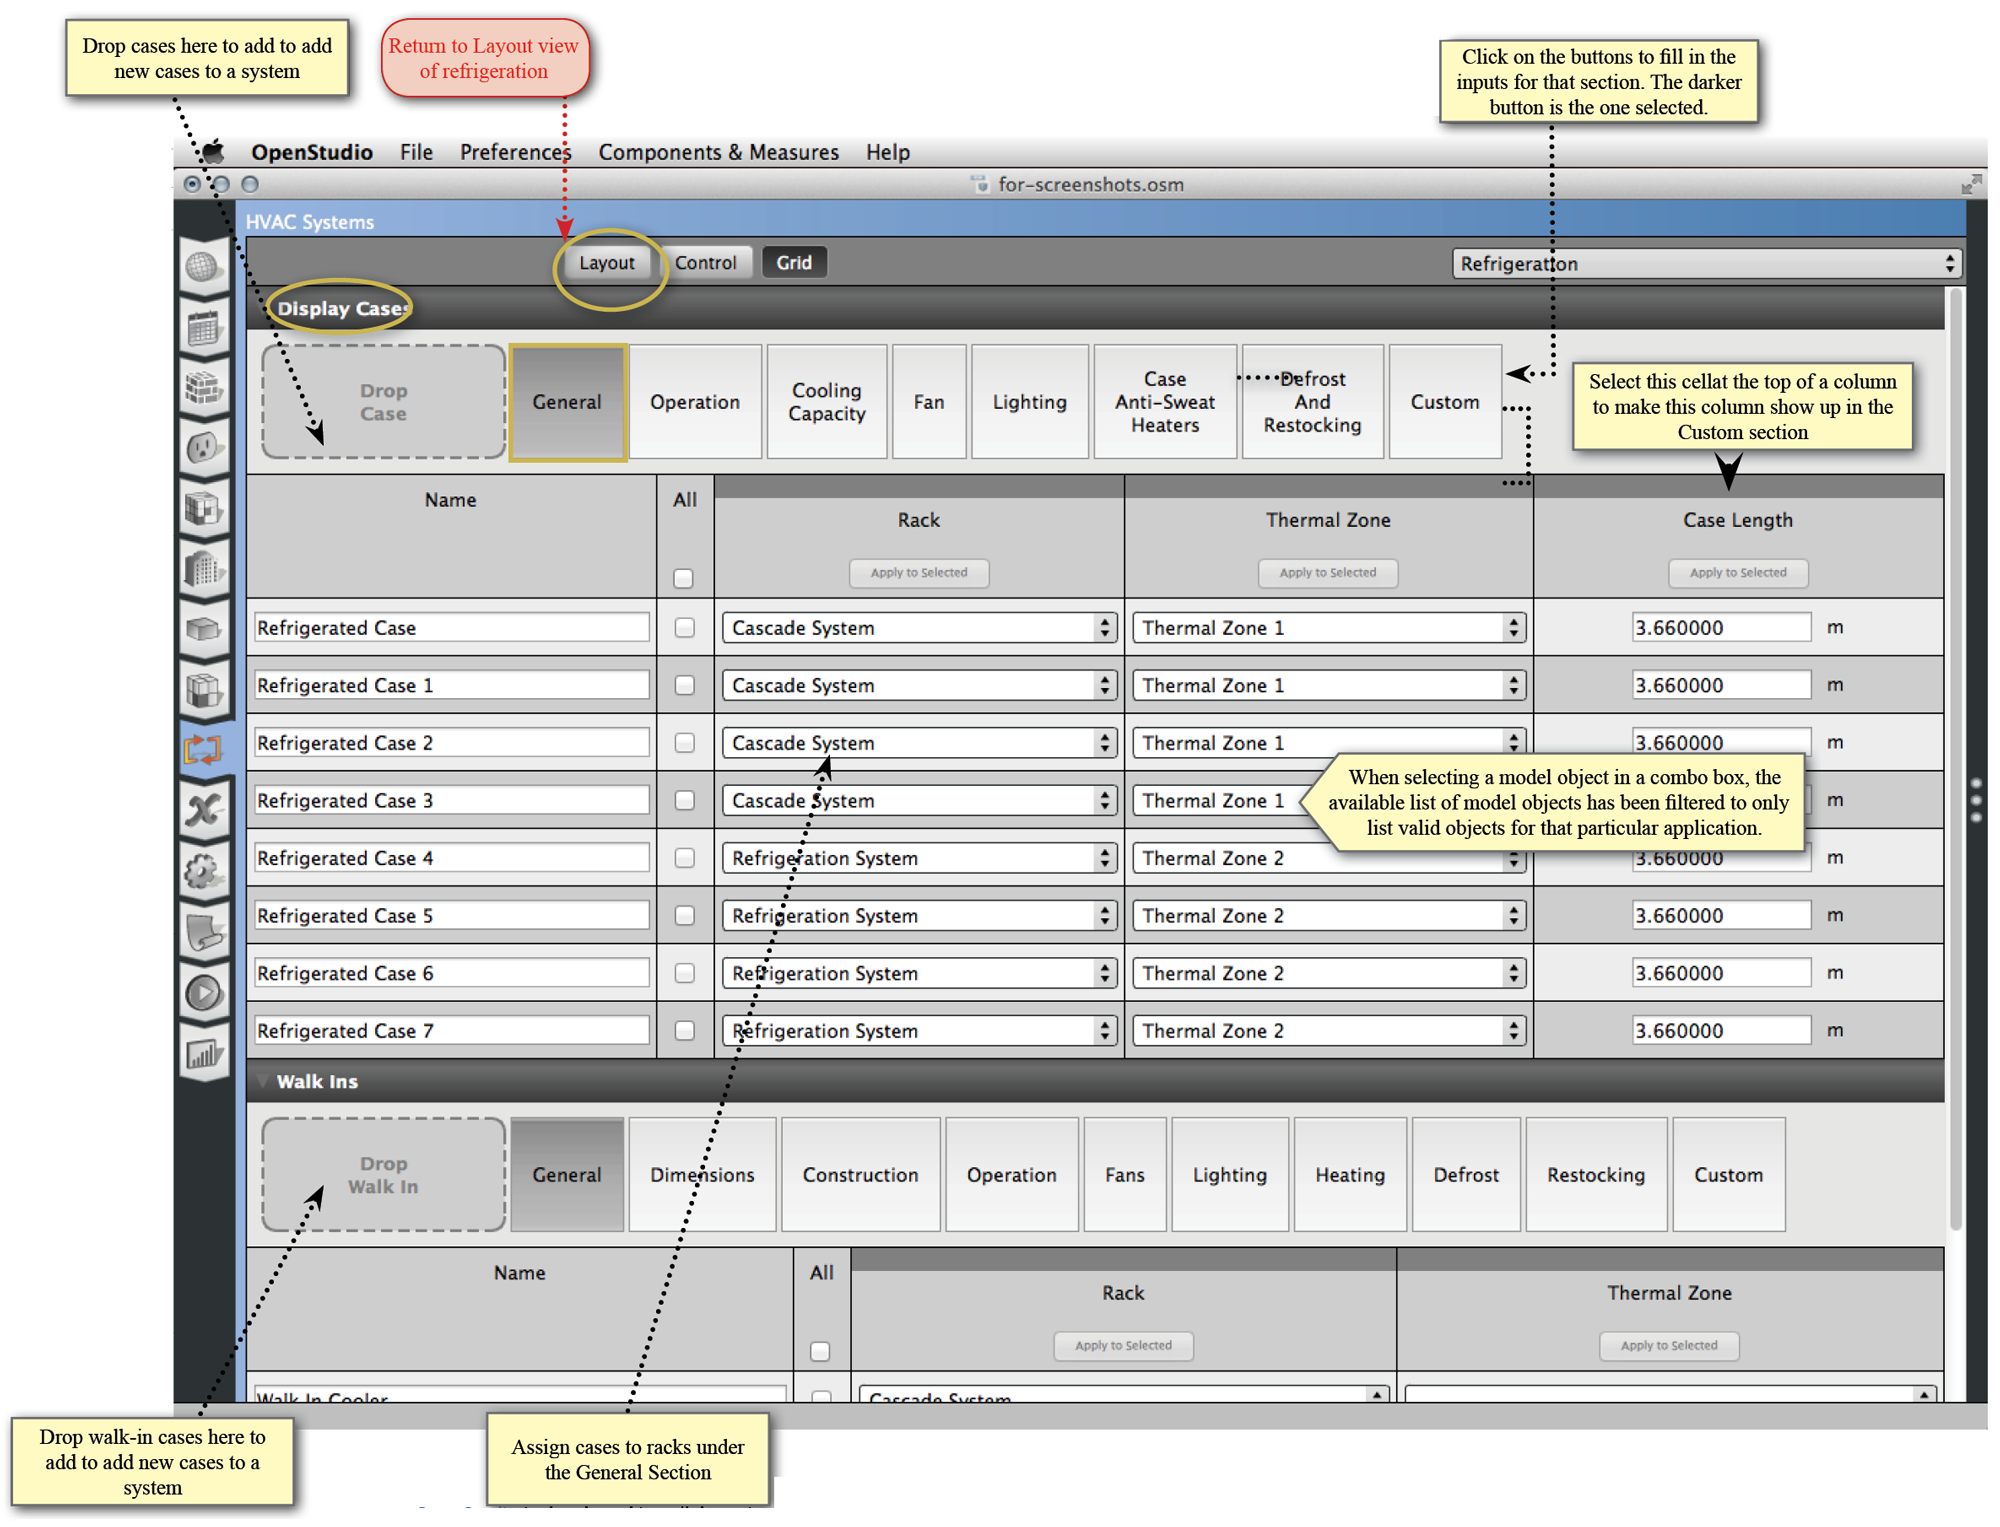 Drop cases here to add to add
new cases to a system
Return to Layout view
of refrigeration
Click on the buttons to fill in the
inputs for that section. The darker
button is the one selected.
OpenStudio File Preferences Components & Measures Help
for-screenshots.osm
HVAC Systems
Layout Control Grid Refrigeration
Display Cases
Drop
Case
General
Operation
Cooling
Capacity
Fan
Lighting
Case
Anti-Sweat
Heaters
Defrost
And
Restocking
Custom
Select this cellat the top of a column
to make this column show up in the
Custom section
Name All Rack Thermal Zone Case Length
Apply to Selected Apply to Selected Apply to Selected
Refrigerated Case Cascade System Thermal Zone 1 3.660000 m
Refrigerated Case 1 Cascade System Thermal Zone 1 3.660000 m
Refrigerated Case 2 Cascade System Thermal Zone 1 3.660000 m
Refrigerated Case 3 Cascade System Thermal Zone 1 m
When selecting a model object in a combo box, the
available list of model objects has been filtered to only
list valid objects for that particular application.
Refrigerated Case 4 Refrigeration System Thermal Zone 2 3.660000 m
Refrigerated Case 5 Refrigeration System Thermal Zone 2 3.660000 m
Refrigerated Case 6 Refrigeration System Thermal Zone 2 3.660000 m
Refrigerated Case 7 Refrigeration System Thermal Zone 2 3.660000 m
Walk Ins
Drop
Walk In
General Dimensions Construction Operation Fans Lighting Heating Defrost Restocking Custom
Name All Rack Thermal Zone
Apply to Selected Apply to Selected
Walk In Cooler Cascade System
Drop walk-in cases here to
add to add new cases to a
system
Assign cases to racks under
the General Section